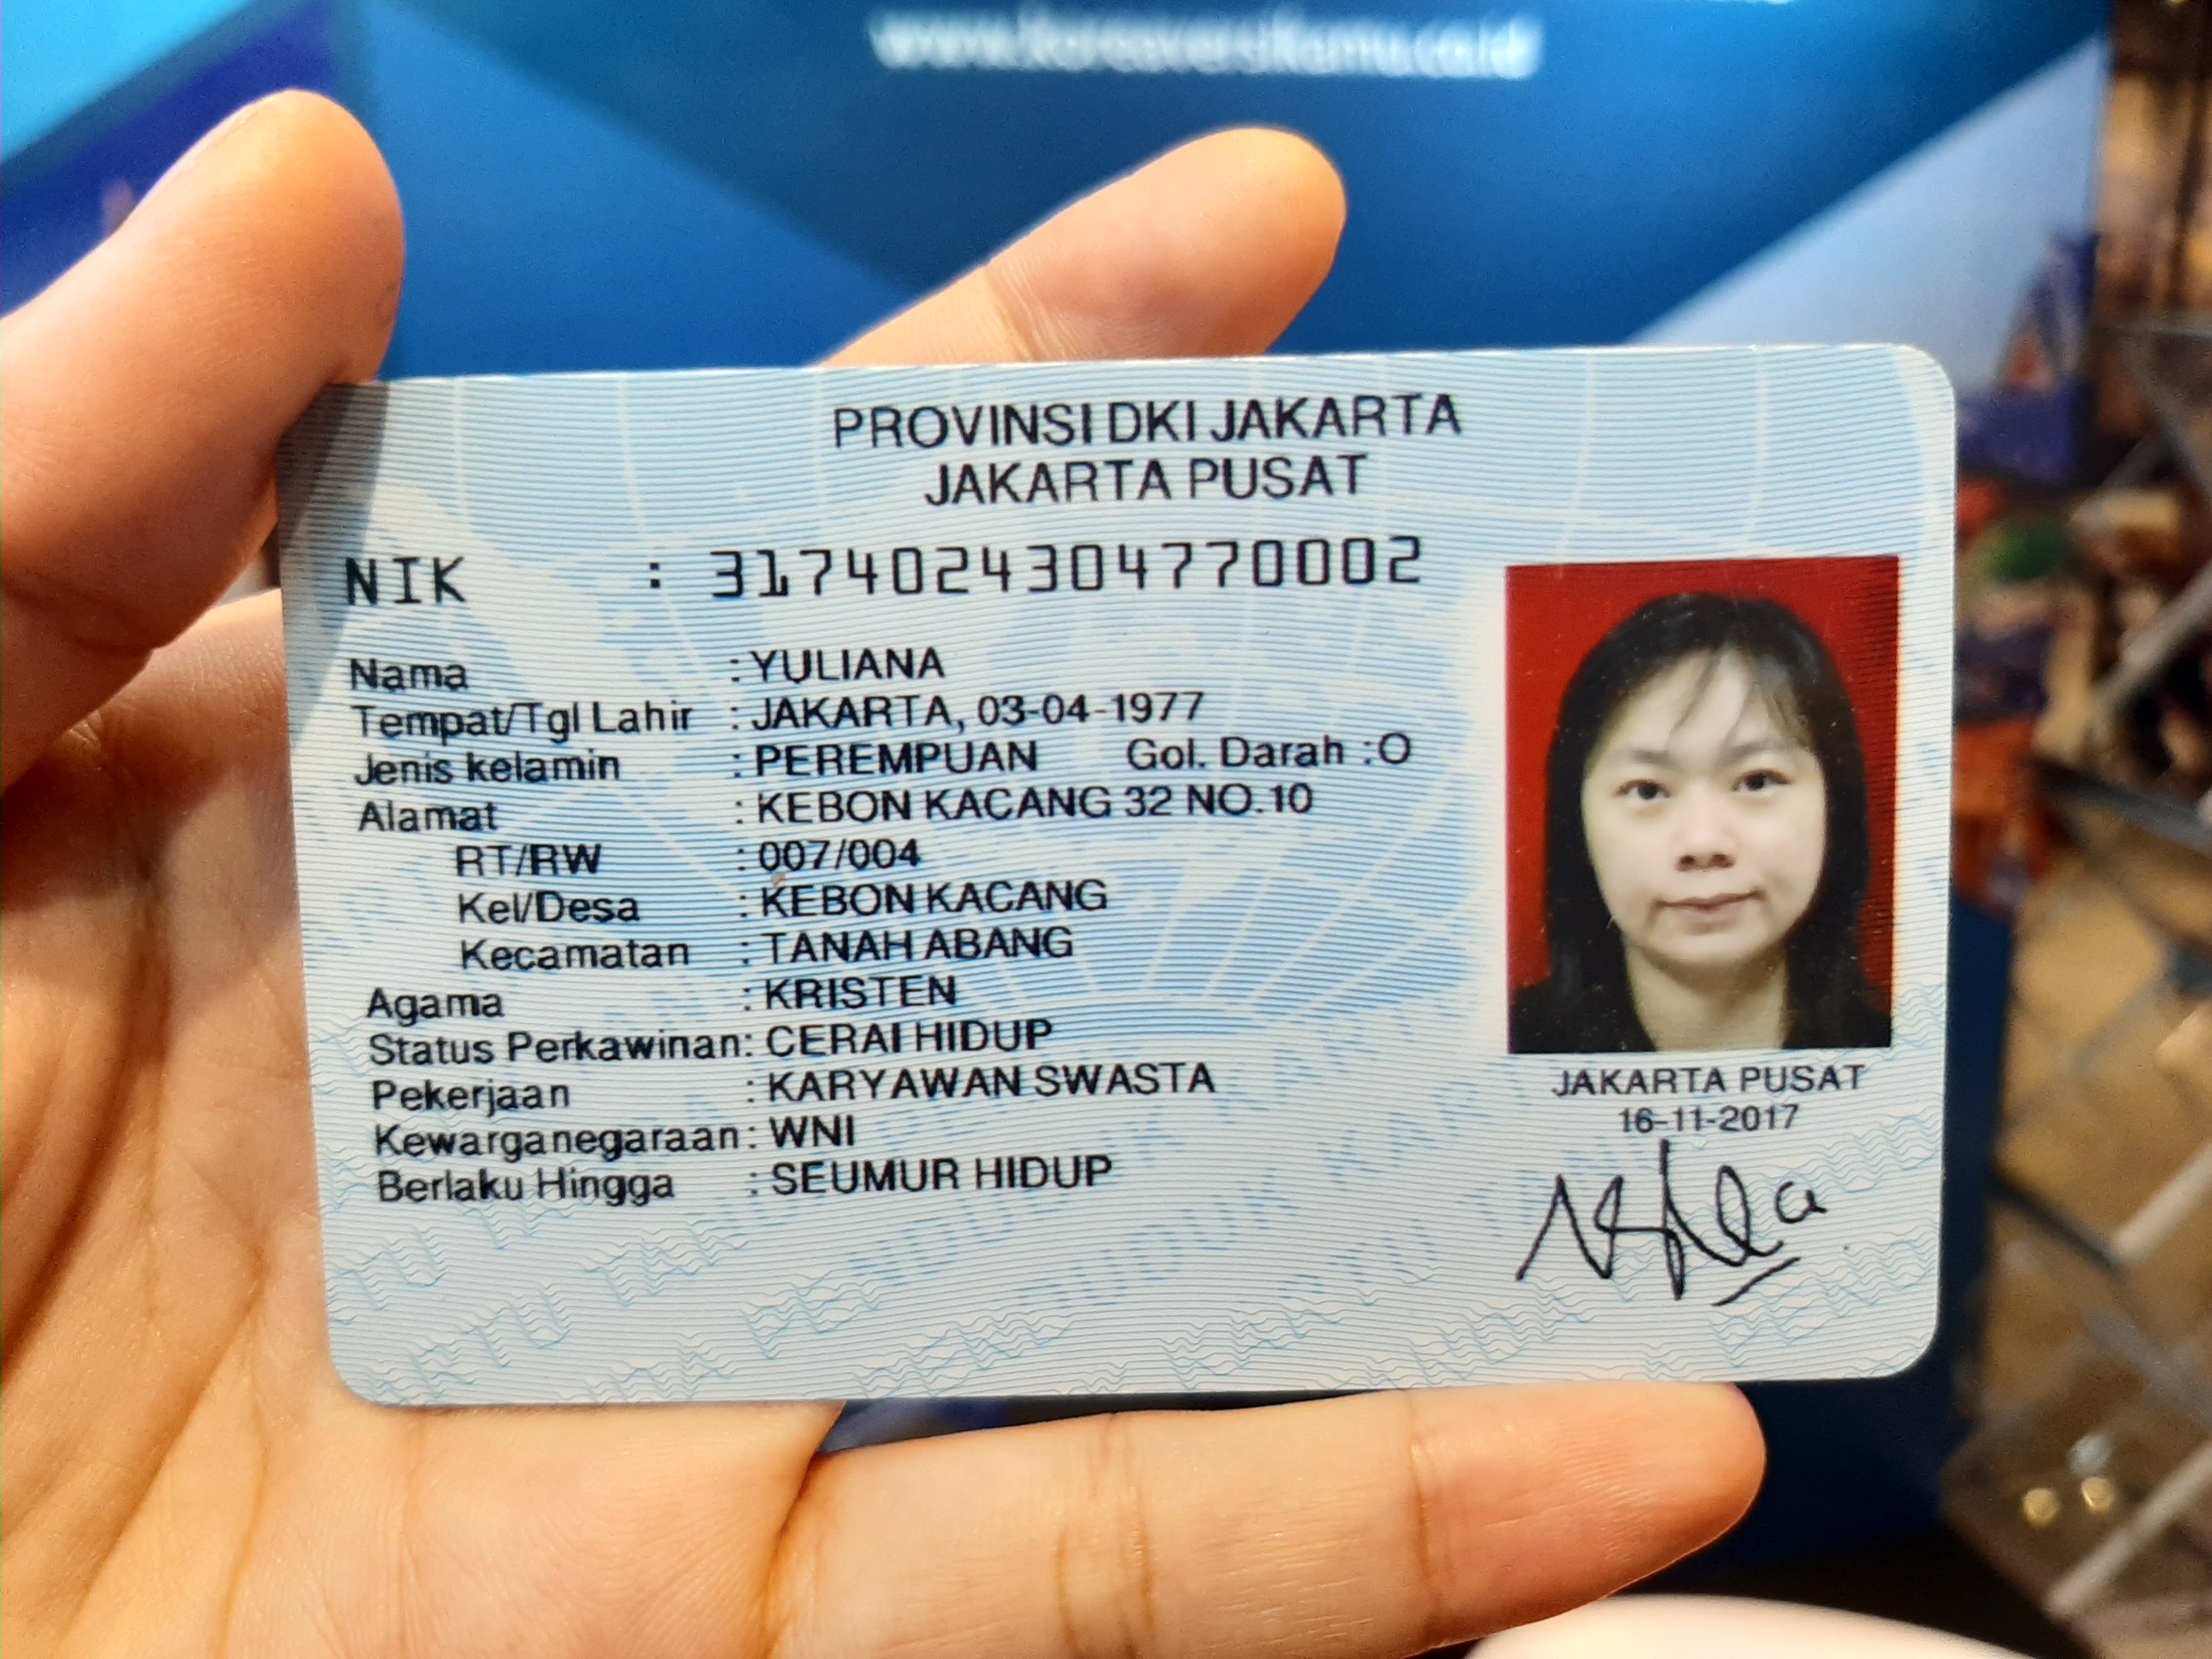 PROVINSI DKI JAKARTA
JAKARTA PUSAT
NIK : 3174024304770002
Nama : YULIANA
Tempat/Tgl Lahir : JAKARTA, 03-04-1977
Jenis kelamin : PEREMPUAN Gol. Darah : O
Alamat : KEBON KACANG 32 NO.10
RT/RW : 007/004
Kel/Desa : KEBON KACANG
Kecamatan : TANAH ABANG
Agama : KRISTEN
Status Perkawinan: CERAI HIDUP
Pekerjaan : KARYAWAN SWASTA
Kewarganegaraan: WNI
Berlaku Hingga : SEUMUR HIDUP
JAKARTA PUSAT
16-11-2017